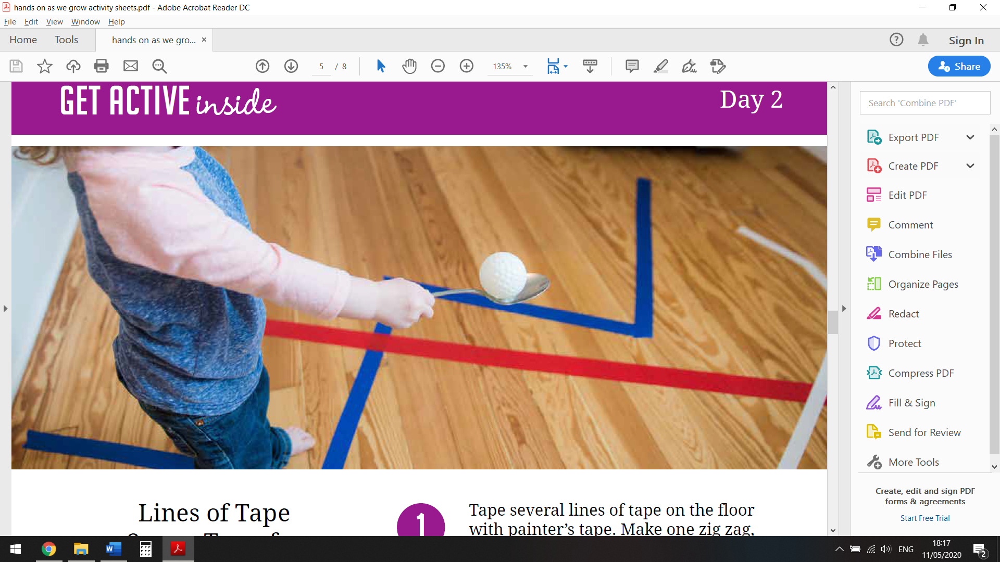 hands on as we grow activity sheets.pdf - Adobe Acrobat Reader DC
File Edit View Window Help
Home Tools hands on as we gro... ×
Sign In
5 / 8 135%
Share
GET ACTIVE inside Day 2
Search 'Combine PDF'
Export PDF
Create PDF
Edit PDF
Comment
Combine Files
Organize Pages
Redact
Protect
Compress PDF
Fill & Sign
Send for Review
More Tools
Create, edit and sign PDF
forms & agreements
Start Free Trial
Lines of Tape
1
Tape several lines of tape on the floor
with painter's tape. Make one zig zag,
ENG
18:17
11/05/2020
2